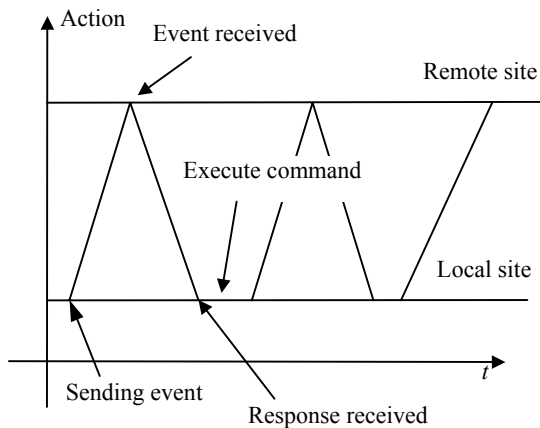 Action
Event received
Remote site
Execute command
Local site
t
Sending event
Response received